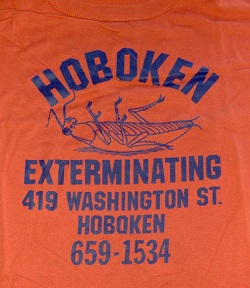 HOBOKEN
EXTERMINATING
419 WASHINGTON ST.
HOBOKEN
659-1534